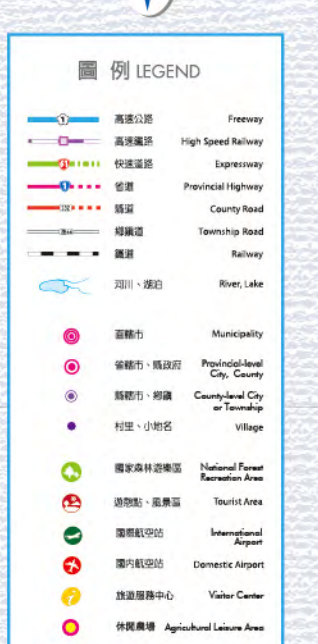 圖 例 LEGEND
1 高速公路 Freeway
高速鐵路 High Speed Railway
61 快速道路 Expressway
1 省道 Provincial Highway
縣道 County Road
鄉鎮道 Township Road
鐵道 Railway
河川、湖泊 River, Lake
直轄市 Municipality
省轄市、縣政府 Provincial-level
City, County
縣轄市、鄉鎮 County-level City
or Township
村里、小地名 Village
國家森林遊樂區 National Forest
Recreation Area
遊憩點、風景區 Tourist Area
國際航空站 International
Airport
國內航空站 Domestic Airport
旅遊服務中心 Visitor Center
休閒農場 Agricultural Leisure Area